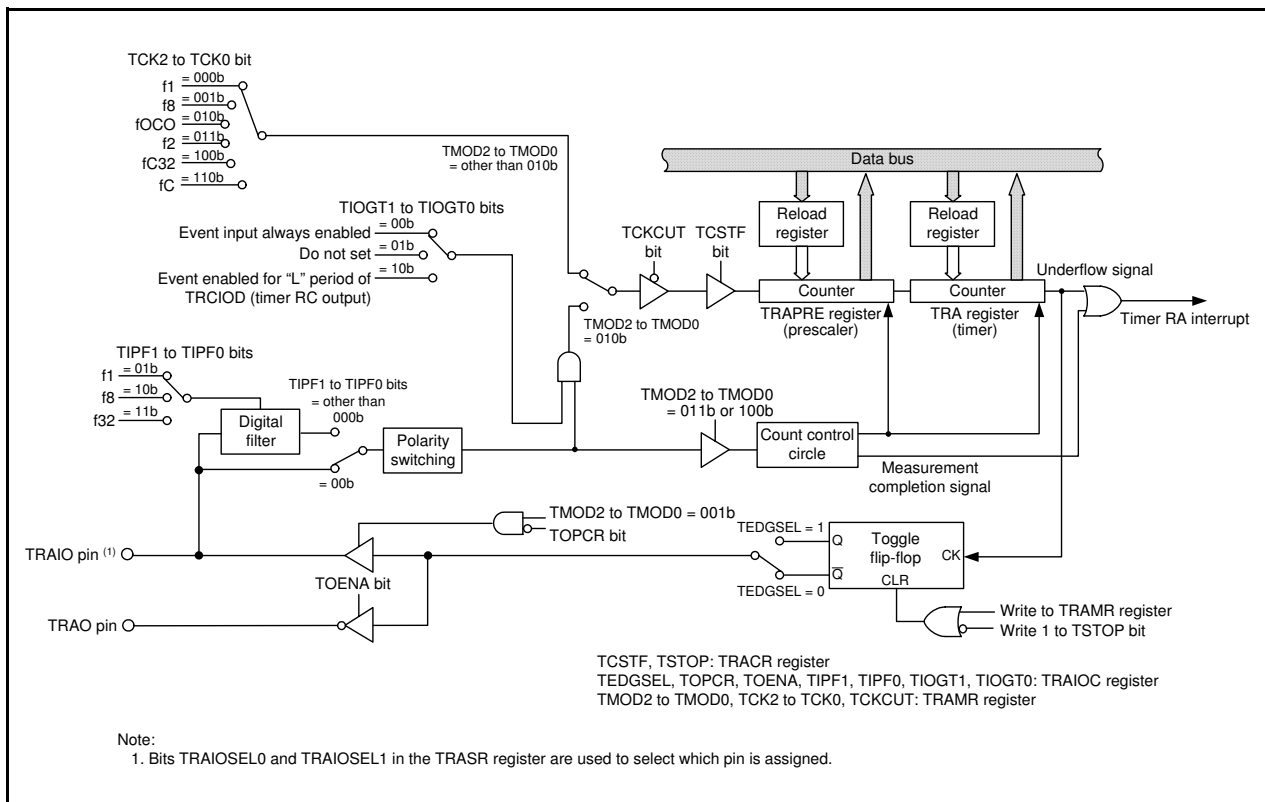 TCK2 to TCK0 bit
f1 = 000b
f8 = 001b
fOCO = 010b
f2 = 011b
fC32 = 100b
fC = 110b
TMOD2 to TMOD0
= other than 010b
Data bus
TIOGT1 to TIOGT0 bits
Event input always enabled = 00b
Do not set = 01b
Event enabled for “L” period of = 10b
TRCIOD (timer RC output)
TCKCUT
bit
TCSTF
bit
Reload
register
Reload
register
Underflow signal
Counter
Counter
TRAPRE register
(prescaler)
TRA register
(timer)
Timer RA interrupt
TMOD2 to TMOD0
= 010b
TIPF1 to TIPF0 bits
f1 = 01b
f8 = 10b
f32 = 11b
Digital
filter
TIPF1 to TIPF0 bits
= other than
000b
= 00b
Polarity
switching
TMOD2 to TMOD0
= 011b or 100b
Count control
circle
Measurement
completion signal
TMOD2 to TMOD0 = 001b
TOPCR bit
TEDGSEL = 1
TEDGSEL = 0
Q
Q
Toggle
flip-flop
CK
CLR
TRAIO pin (1)
TOENA bit
TRAO pin
Write to TRAMR register
Write 1 to TSTOP bit
TCSTF, TSTOP: TRACR register
TEDGSEL, TOPCR, TOENA, TIPF1, TIPF0, TIOGT1, TIOGT0: TRAIOC register
TMOD2 to TMOD0, TCK2 to TCK0, TCKCUT: TRAMR register
Note:
1. Bits TRAIOSEL0 and TRAIOSEL1 in the TRASR register are used to select which pin is assigned.